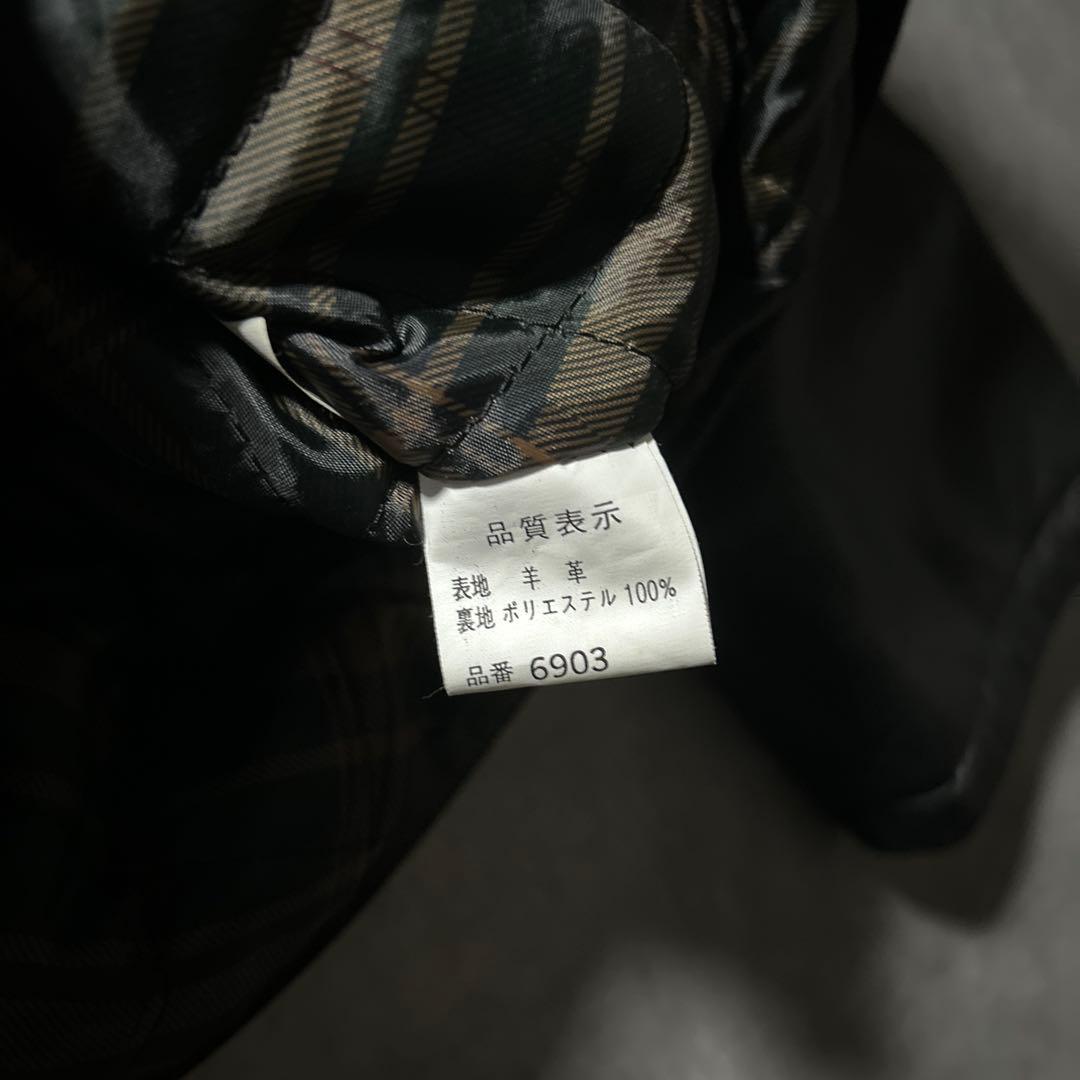 品質表示
表地 羊 革
裏地 ポリエステル 100%
品番 6903